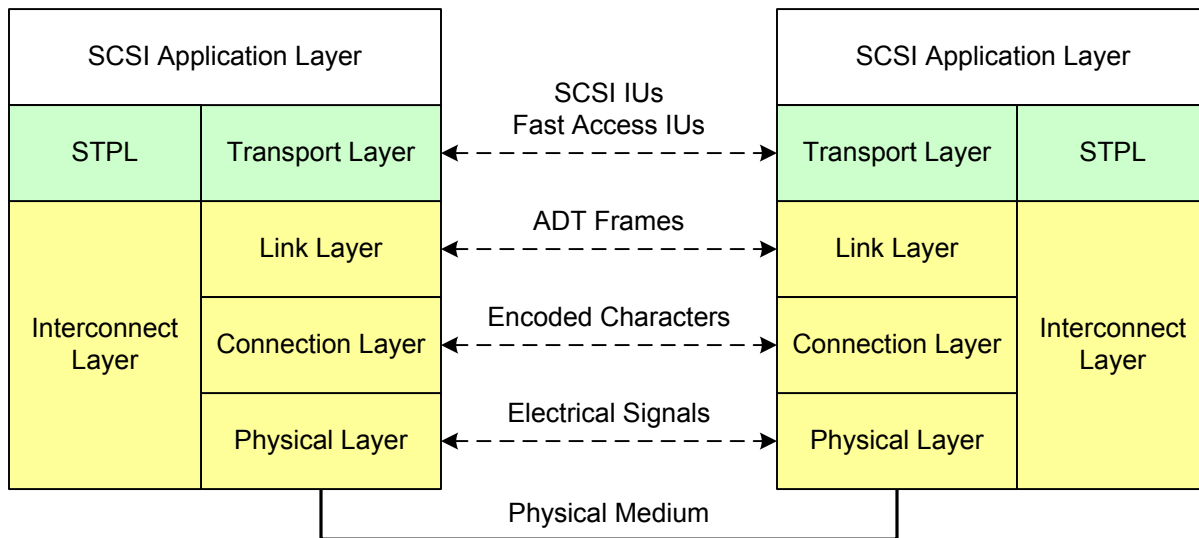 SCSI Application Layer
SCSI Application Layer
SCSI IUs
Fast Access IUs
STPL
Transport Layer
Transport Layer
STPL
ADT Frames
Link Layer
Link Layer
Encoded Characters
Interconnect
Layer
Connection Layer
Connection Layer
Interconnect
Layer
Electrical Signals
Physical Layer
Physical Layer
Physical Medium